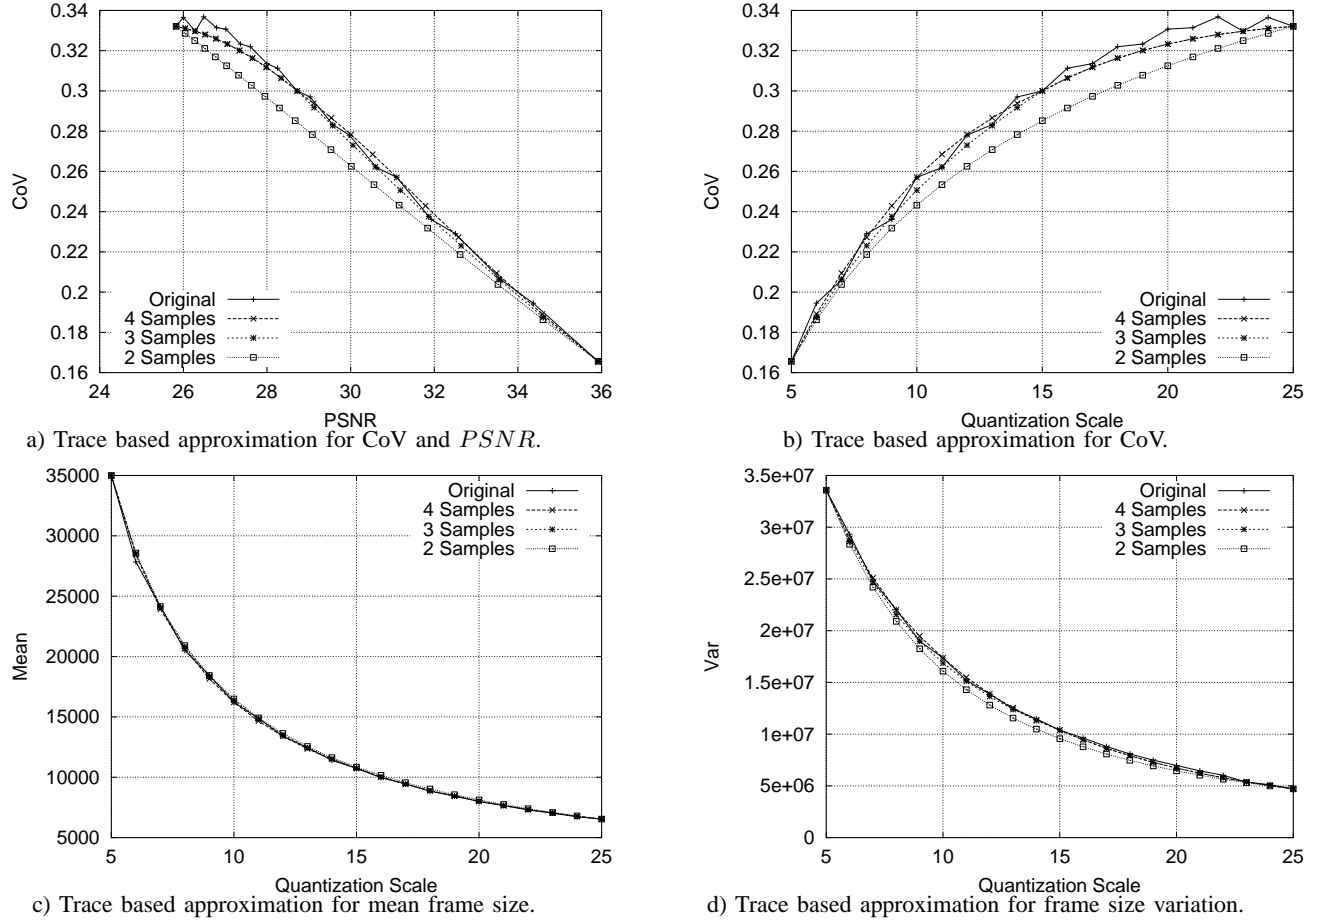 0.34
0.32
0.3
0.28
0.26
0.24
0.22
0.2
0.18
0.16
CoV
24 26 28 30 32 34 36
PSNR
Original
4 Samples
3 Samples
2 Samples
a) Trace based approximation for CoV and PSNR.
0.34
0.32
0.3
0.28
0.26
0.24
0.22
0.2
0.18
0.16
CoV
5 10 15 20 25
Quantization Scale
Original
4 Samples
3 Samples
2 Samples
b) Trace based approximation for CoV.
35000
30000
25000
20000
15000
10000
5000
Mean
5 10 15 20 25
Quantization Scale
Original
4 Samples
3 Samples
2 Samples
c) Trace based approximation for mean frame size.
3.5e+07
3e+07
2.5e+07
2e+07
1.5e+07
1e+07
5e+06
0
Var
5 10 15 20 25
Quantization Scale
Original
4 Samples
3 Samples
2 Samples
d) Trace based approximation for frame size variation.